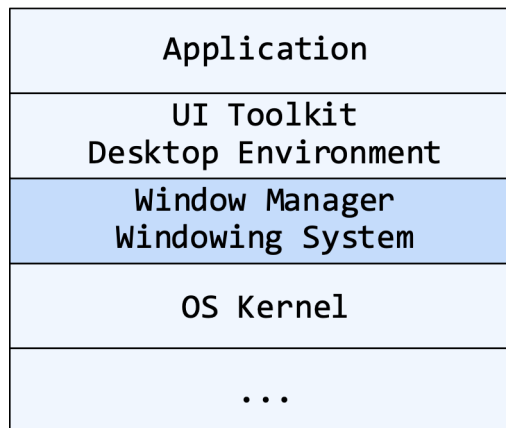 Application
UI Toolkit
Desktop Environment
Window Manager
Windowing System
OS Kernel
...